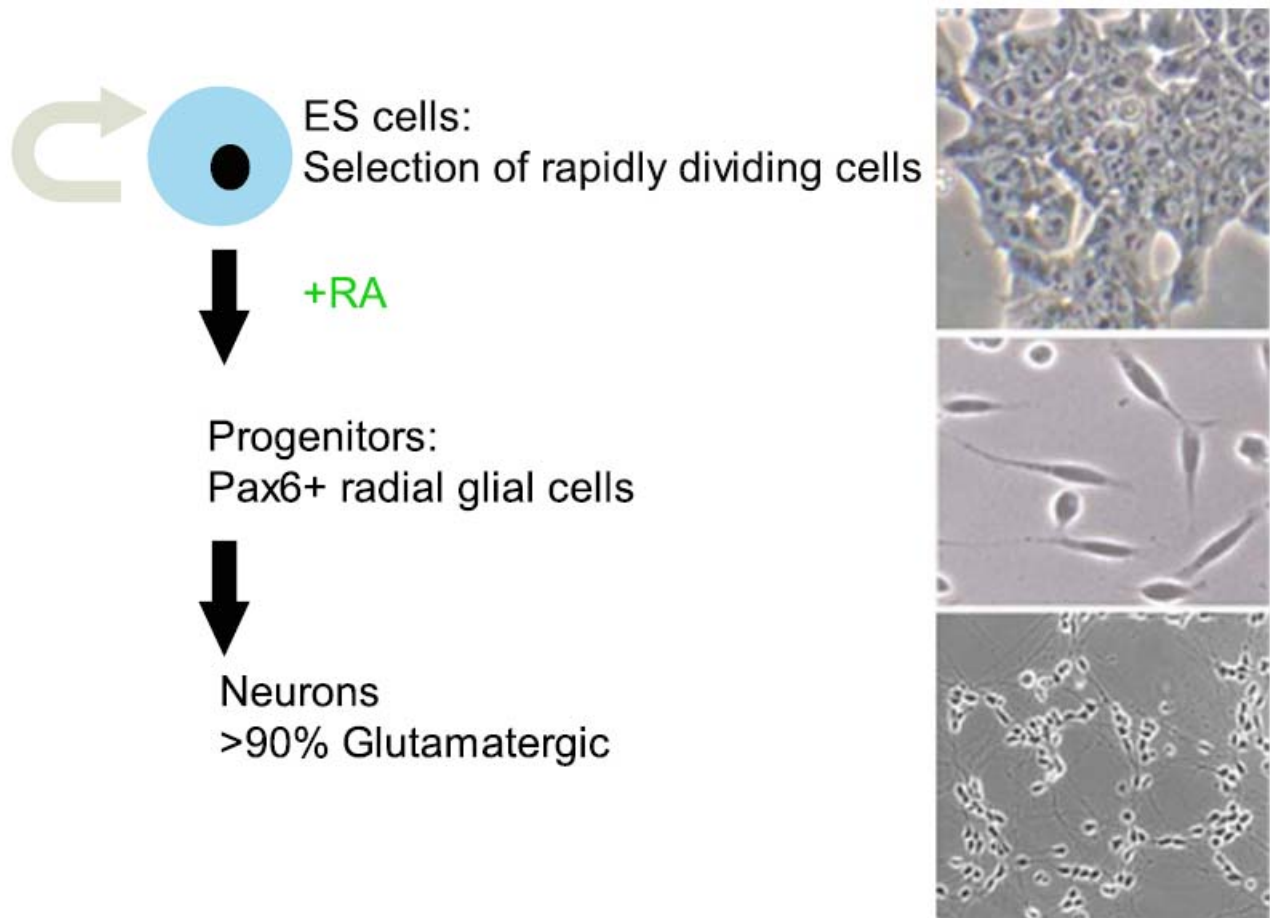 ES cells:
Selection of rapidly dividing cells
+RA
Progenitors:
Pax6+ radial glial cells
Neurons
>90% Glutamatergic